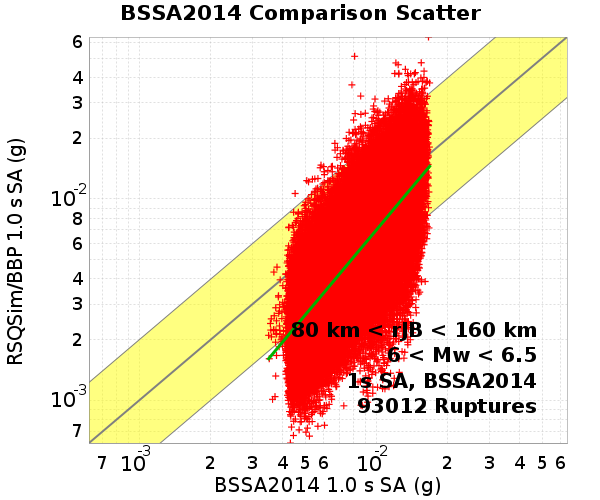 BSSA2014 Comparison Scatter
6
4
3
2
10-2
8
6
4
3
2
10-3
7
RSQSim/BBP 1.0 s SA (g)
80 km < rJB < 160 km
6 < Mw < 6.5
1s SA, BSSA2014
93012 Ruptures
7 10-3 2 3 4 5 6 10-2 2 3 4 5 6
BSSA2014 1.0 s SA (g)